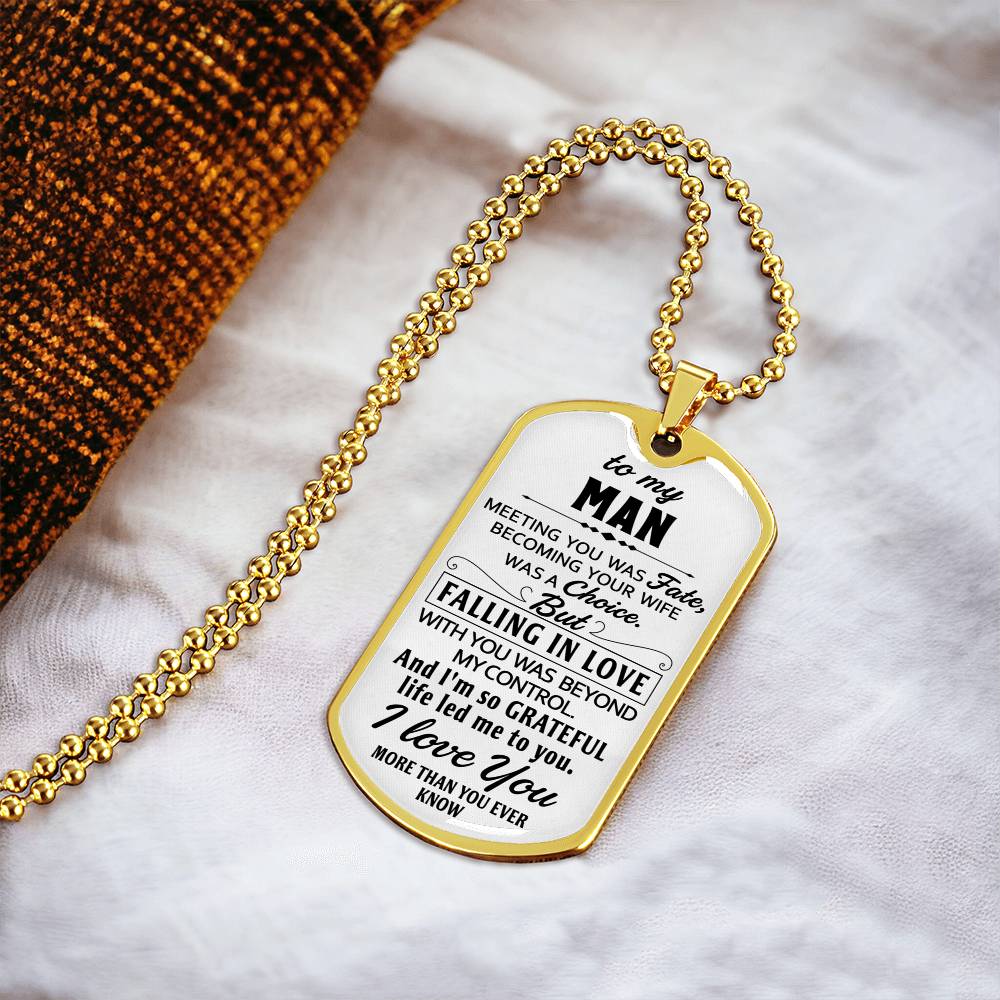 to my
MAN
MEETING YOU WAS Fate,
BECOMING YOUR WIFE
WAS A Choice.
But
FALLING IN LOVE
WITH YOU WAS BEYOND
MY CONTROL.
And I'm so GRATEFUL
life led me to you.
I love You
MORE THAN YOU EVER
KNOW